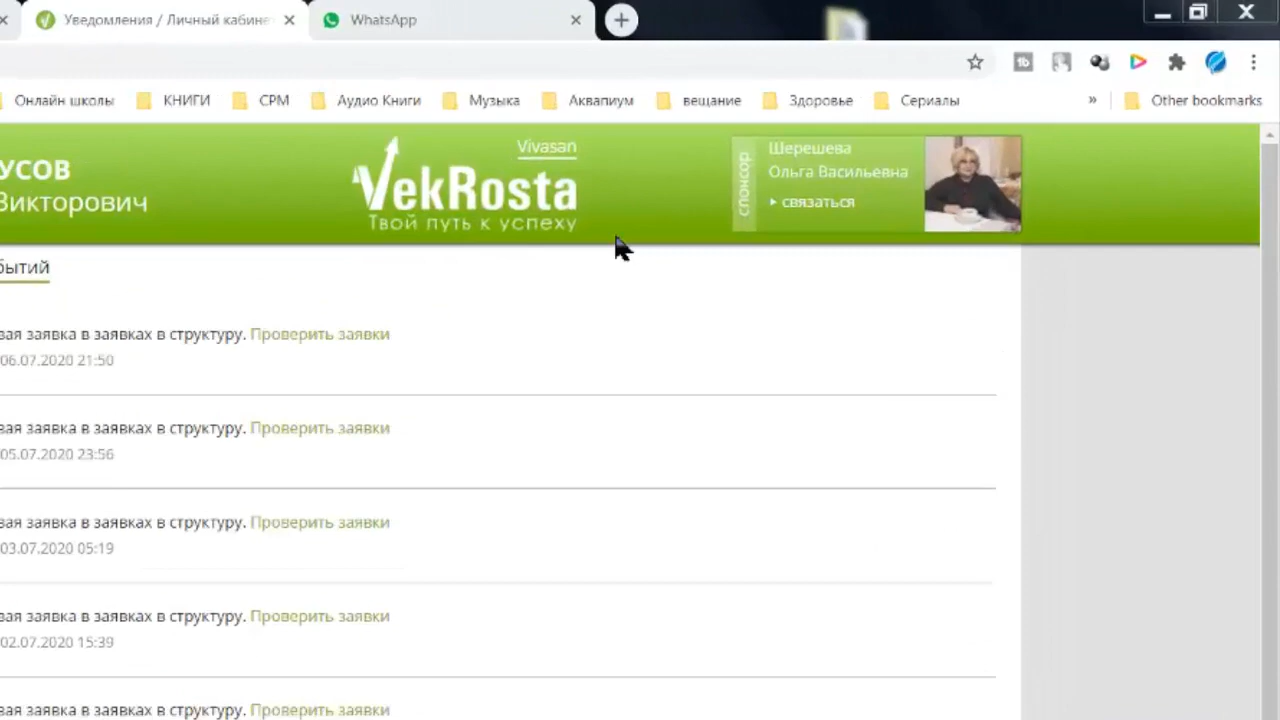 Уведомления / Личный кабине
WhatsApp
Онлайн школы
КНИГИ
СРМ
Аудио Книги
Музыка
Аквапиум
вещание
Здоровье
Сериалы
»
Other bookmarks
УСОВ
Викторович
Vivasan
VekRosta
Твой путь к успеху
спонсор
Шерешева
Ольга Васильевна
связаться
бытий
вая заявка в заявках в структуру. Проверить заявки
06.07.2020 21:50
вая заявка в заявках в структуру. Проверить заявки
05.07.2020 23:56
вая заявка в заявках в структуру. Проверить заявки
03.07.2020 05:19
вая заявка в заявках в структуру. Проверить заявки
02.07.2020 15:39
вая заявка в заявках в структуру. Проверить заявки